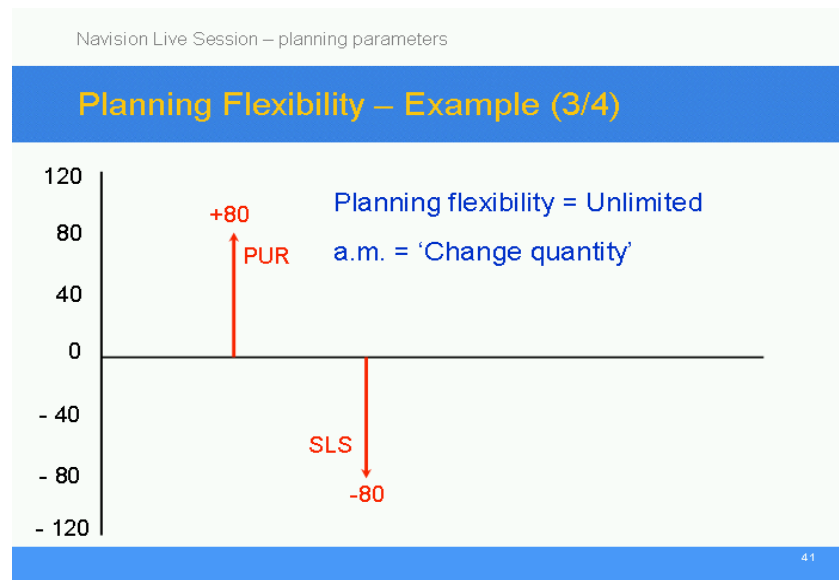 Navision Live Session – planning parameters
Planning Flexibility – Example (3/4)
120
80
40
0
- 40
- 80
- 120
+80
PUR
Planning flexibility = Unlimited
a.m. = ‘Change quantity’
SLS
-80
41